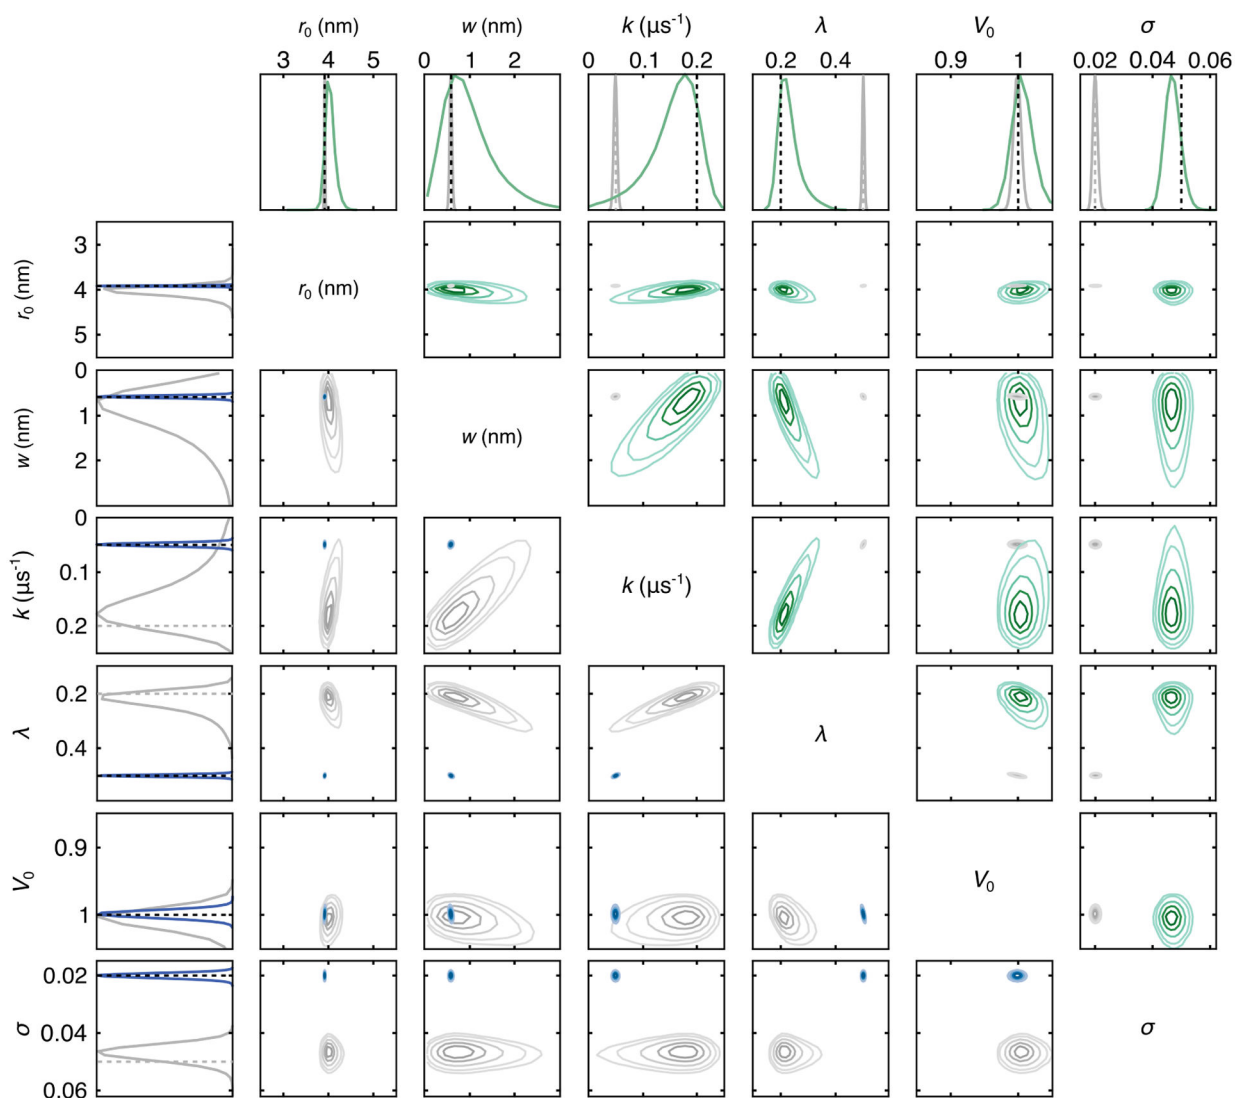 r₀ (nm) w (nm) k (µs⁻¹) λ V₀ σ
3 4 5 0 1 2 0 0.1 0.2 0.2 0.4 0.9 1 0.02 0.04 0.06
r₀ (nm) 3 4 5 r₀ (nm)
w (nm) 0 1 2 w (nm)
k (µs⁻¹) 0 0.1 0.2 k (µs⁻¹)
λ 0.2 0.4 λ
V₀ 0.9 1 V₀
σ 0.02 0.04 0.06 σ